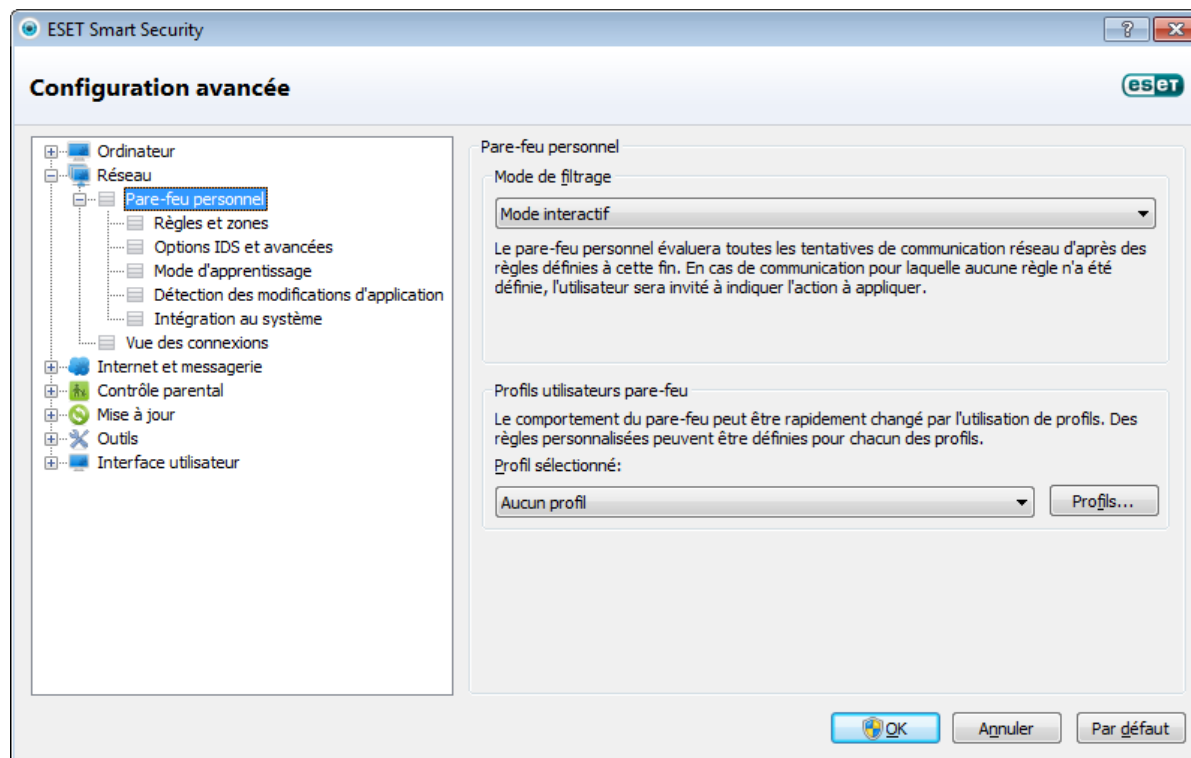 ESET Smart Security
Configuration avancée
eset
Ordinateur
Réseau
Pare-feu personnel
Règles et zones
Options IDS et avancées
Mode d'apprentissage
Détection des modifications d'application
Intégration au système
Vue des connexions
Internet et messagerie
Contrôle parental
Mise à jour
Outils
Interface utilisateur
Pare-feu personnel
Mode de filtrage
Mode interactif
Le pare-feu personnel évaluera toutes les tentatives de communication réseau d'après des
règles définies à cette fin. En cas de communication pour laquelle aucune règle n'a été
définie, l'utilisateur sera invité à indiquer l'action à appliquer.
Profils utilisateurs pare-feu
Le comportement du pare-feu peut être rapidement changé par l'utilisation de profils. Des
règles personnalisées peuvent être définies pour chacun des profils.
Profil sélectionné:
Aucun profil
Profils...
OK
Annuler
Par défaut